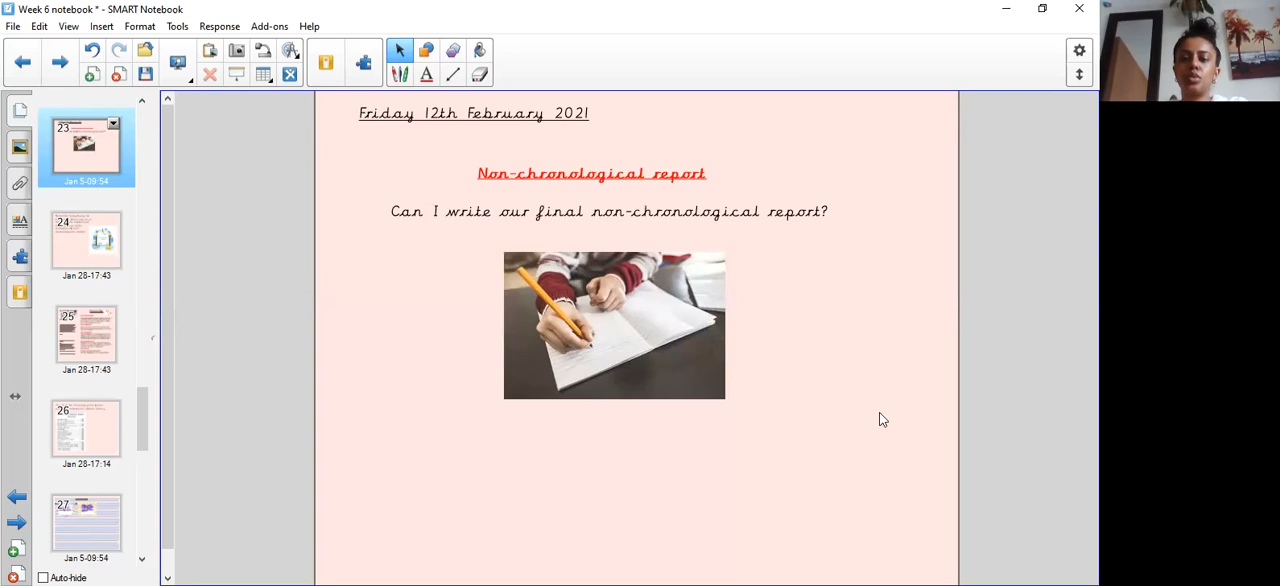 Week 6 notebook * - SMART Notebook
File Edit View Insert Format Tools Response Add-ons Help
Friday 12th February 2021
Non-chronological report
Can I write our final non-chronological report?
23
Jan 5-09:54
24
Jan 28-17:43
25
Jan 28-17:43
26
Jan 28-17:14
27
Jan 5-09:54
Auto-hide